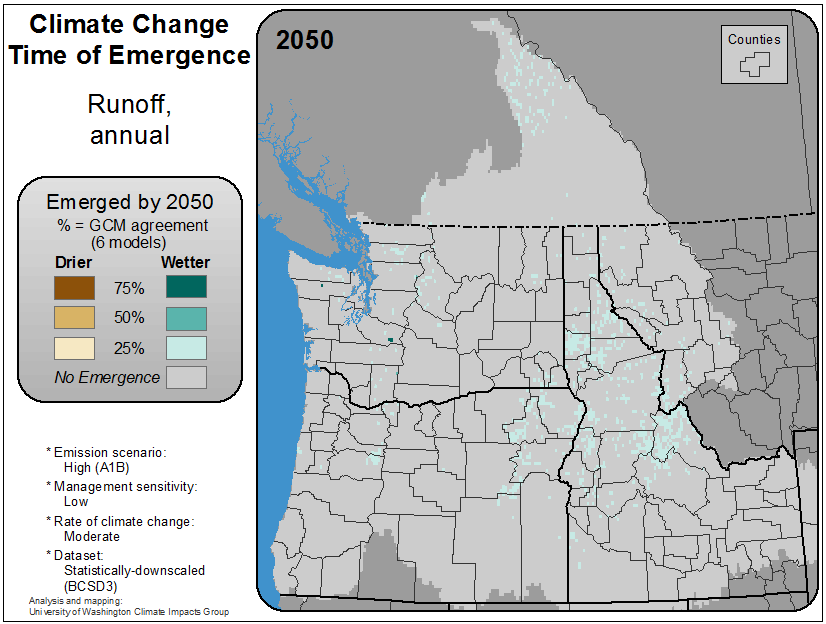 Climate Change
Time of Emergence
Runoff,
annual
Emerged by 2050
% = GCM agreement
(6 models)
Drier Wetter
75%
50%
25%
No Emergence
* Emission scenario:
High (A1B)
* Management sensitivity:
Low
* Rate of climate change:
Moderate
* Dataset:
Statistically-downscaled
(BCSD3)
Analysis and mapping:
University of Washington Climate Impacts Group
2050
Counties